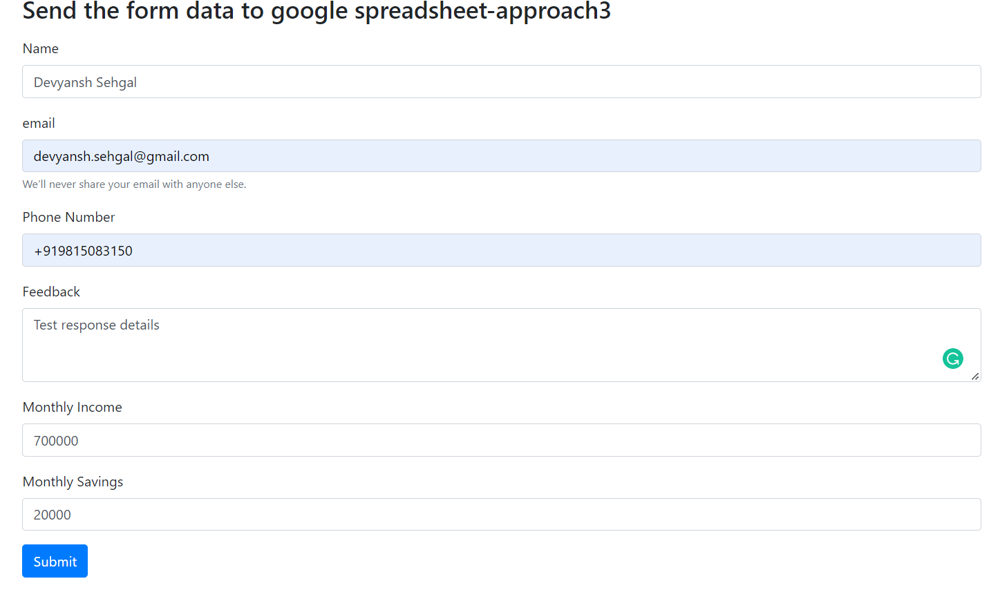 Send the form data to google spreadsheet-approach3
Name
Devyansh Sehgal
email
devyansh.sehgal@gmail.com
We'll never share your email with anyone else.
Phone Number
+919815083150
Feedback
Test response details
Monthly Income
700000
Monthly Savings
20000
Submit